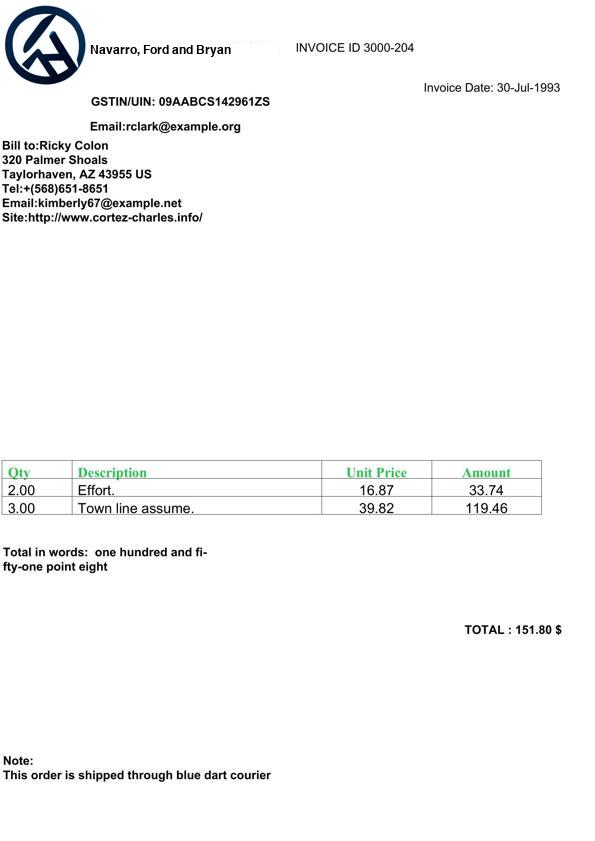 Navarro, Ford and Bryan
INVOICE ID 3000-204
Invoice Date: 30-Jul-1993
GSTIN/UIN: 09AABCS142961ZS
Email:rclark@example.org
Bill to:Ricky Colon
320 Palmer Shoals
Taylorhaven, AZ 43955 US
Tel:+(568)651-8651
Email:kimberly67@example.net
Site:http://www.cortez-charles.info/
Qty Description Unit Price Amount
2.00 Effort. 16.87 33.74
3.00 Town line assume. 39.82 119.46
Total in words:  one hundred and fi-
fty-one point eight
TOTAL : 151.80 $
Note:
This order is shipped through blue dart courier